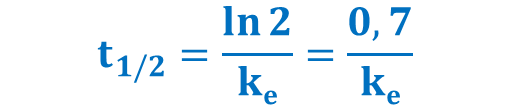 t₁/₂ = ln 2 / kₑ = 0,7 / kₑ